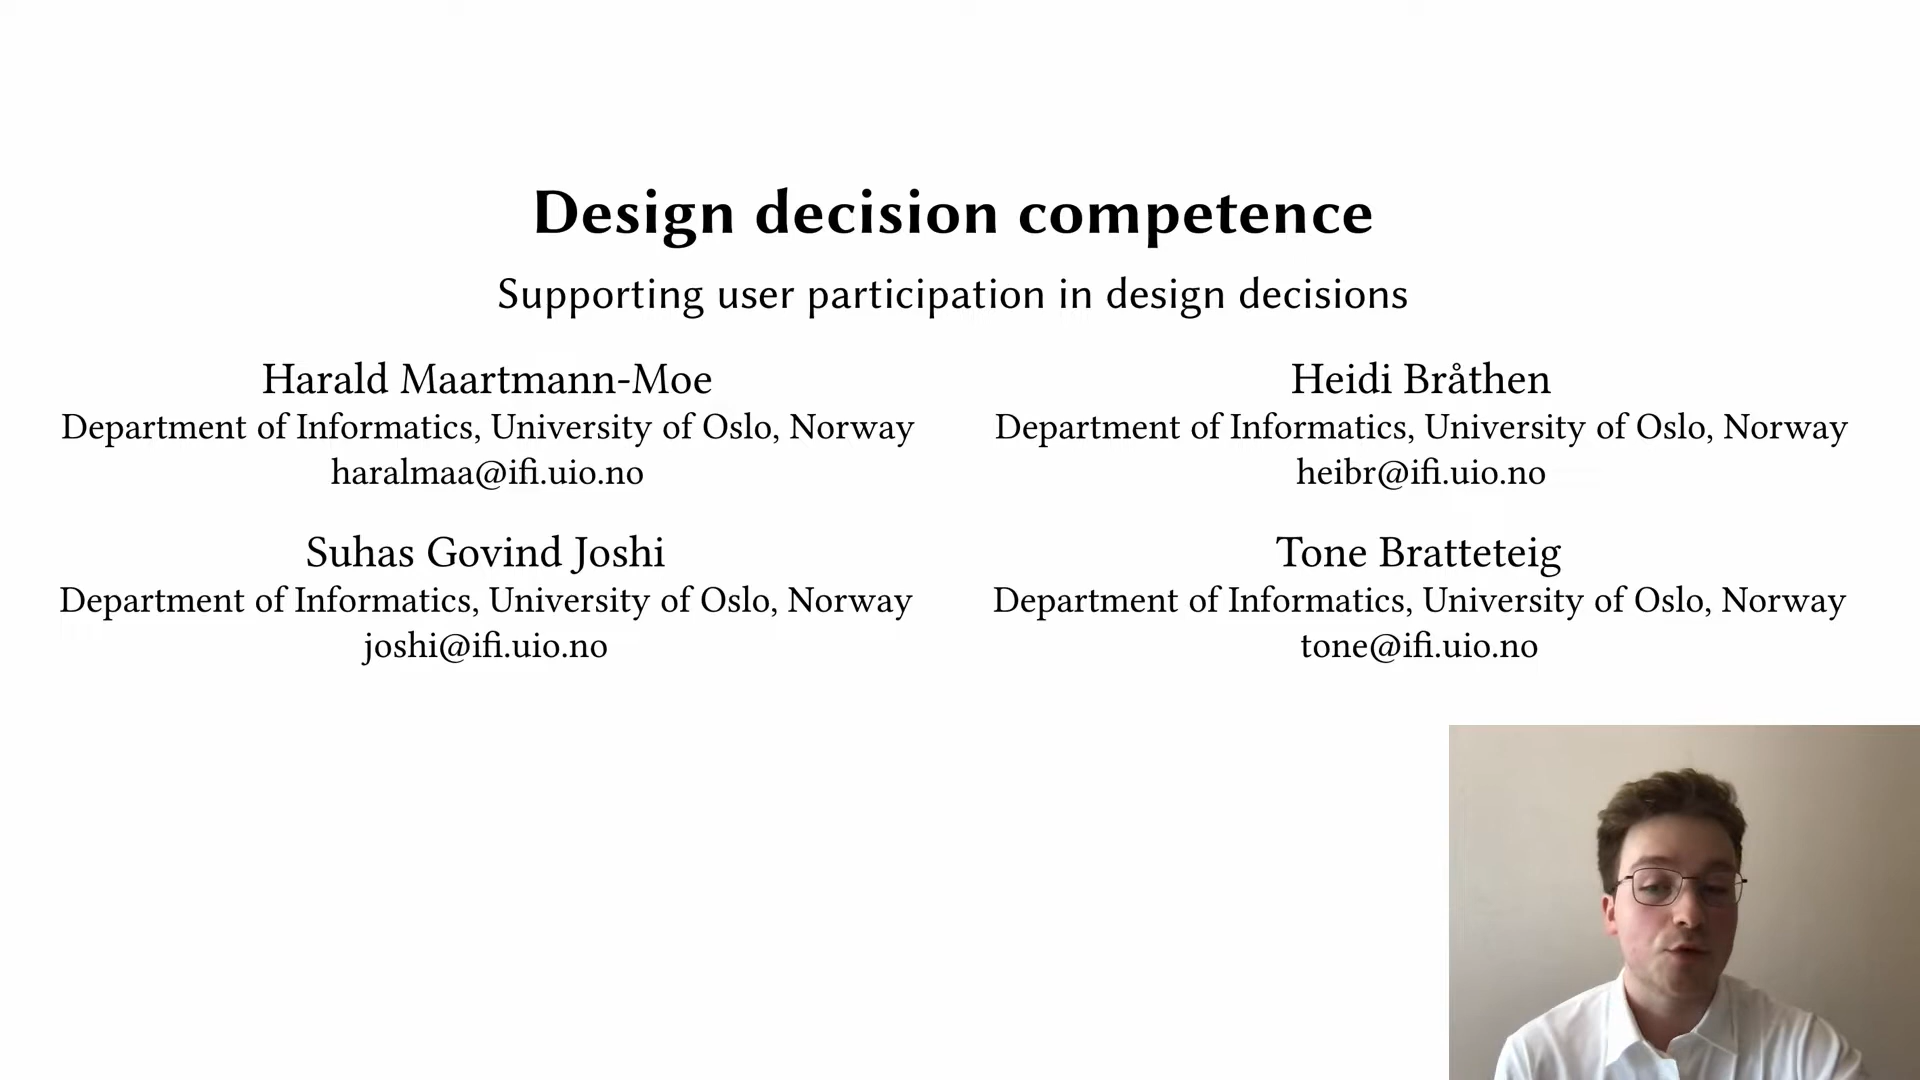 Design decision competence
Supporting user participation in design decisions
Harald Maartmann-Moe
Department of Informatics, University of Oslo, Norway
haralmaa@ifi.uio.no
Heidi Bråthen
Department of Informatics, University of Oslo, Norway
heibr@ifi.uio.no
Suhas Govind Joshi
Department of Informatics, University of Oslo, Norway
joshi@ifi.uio.no
Tone Bratteteig
Department of Informatics, University of Oslo, Norway
tone@ifi.uio.no